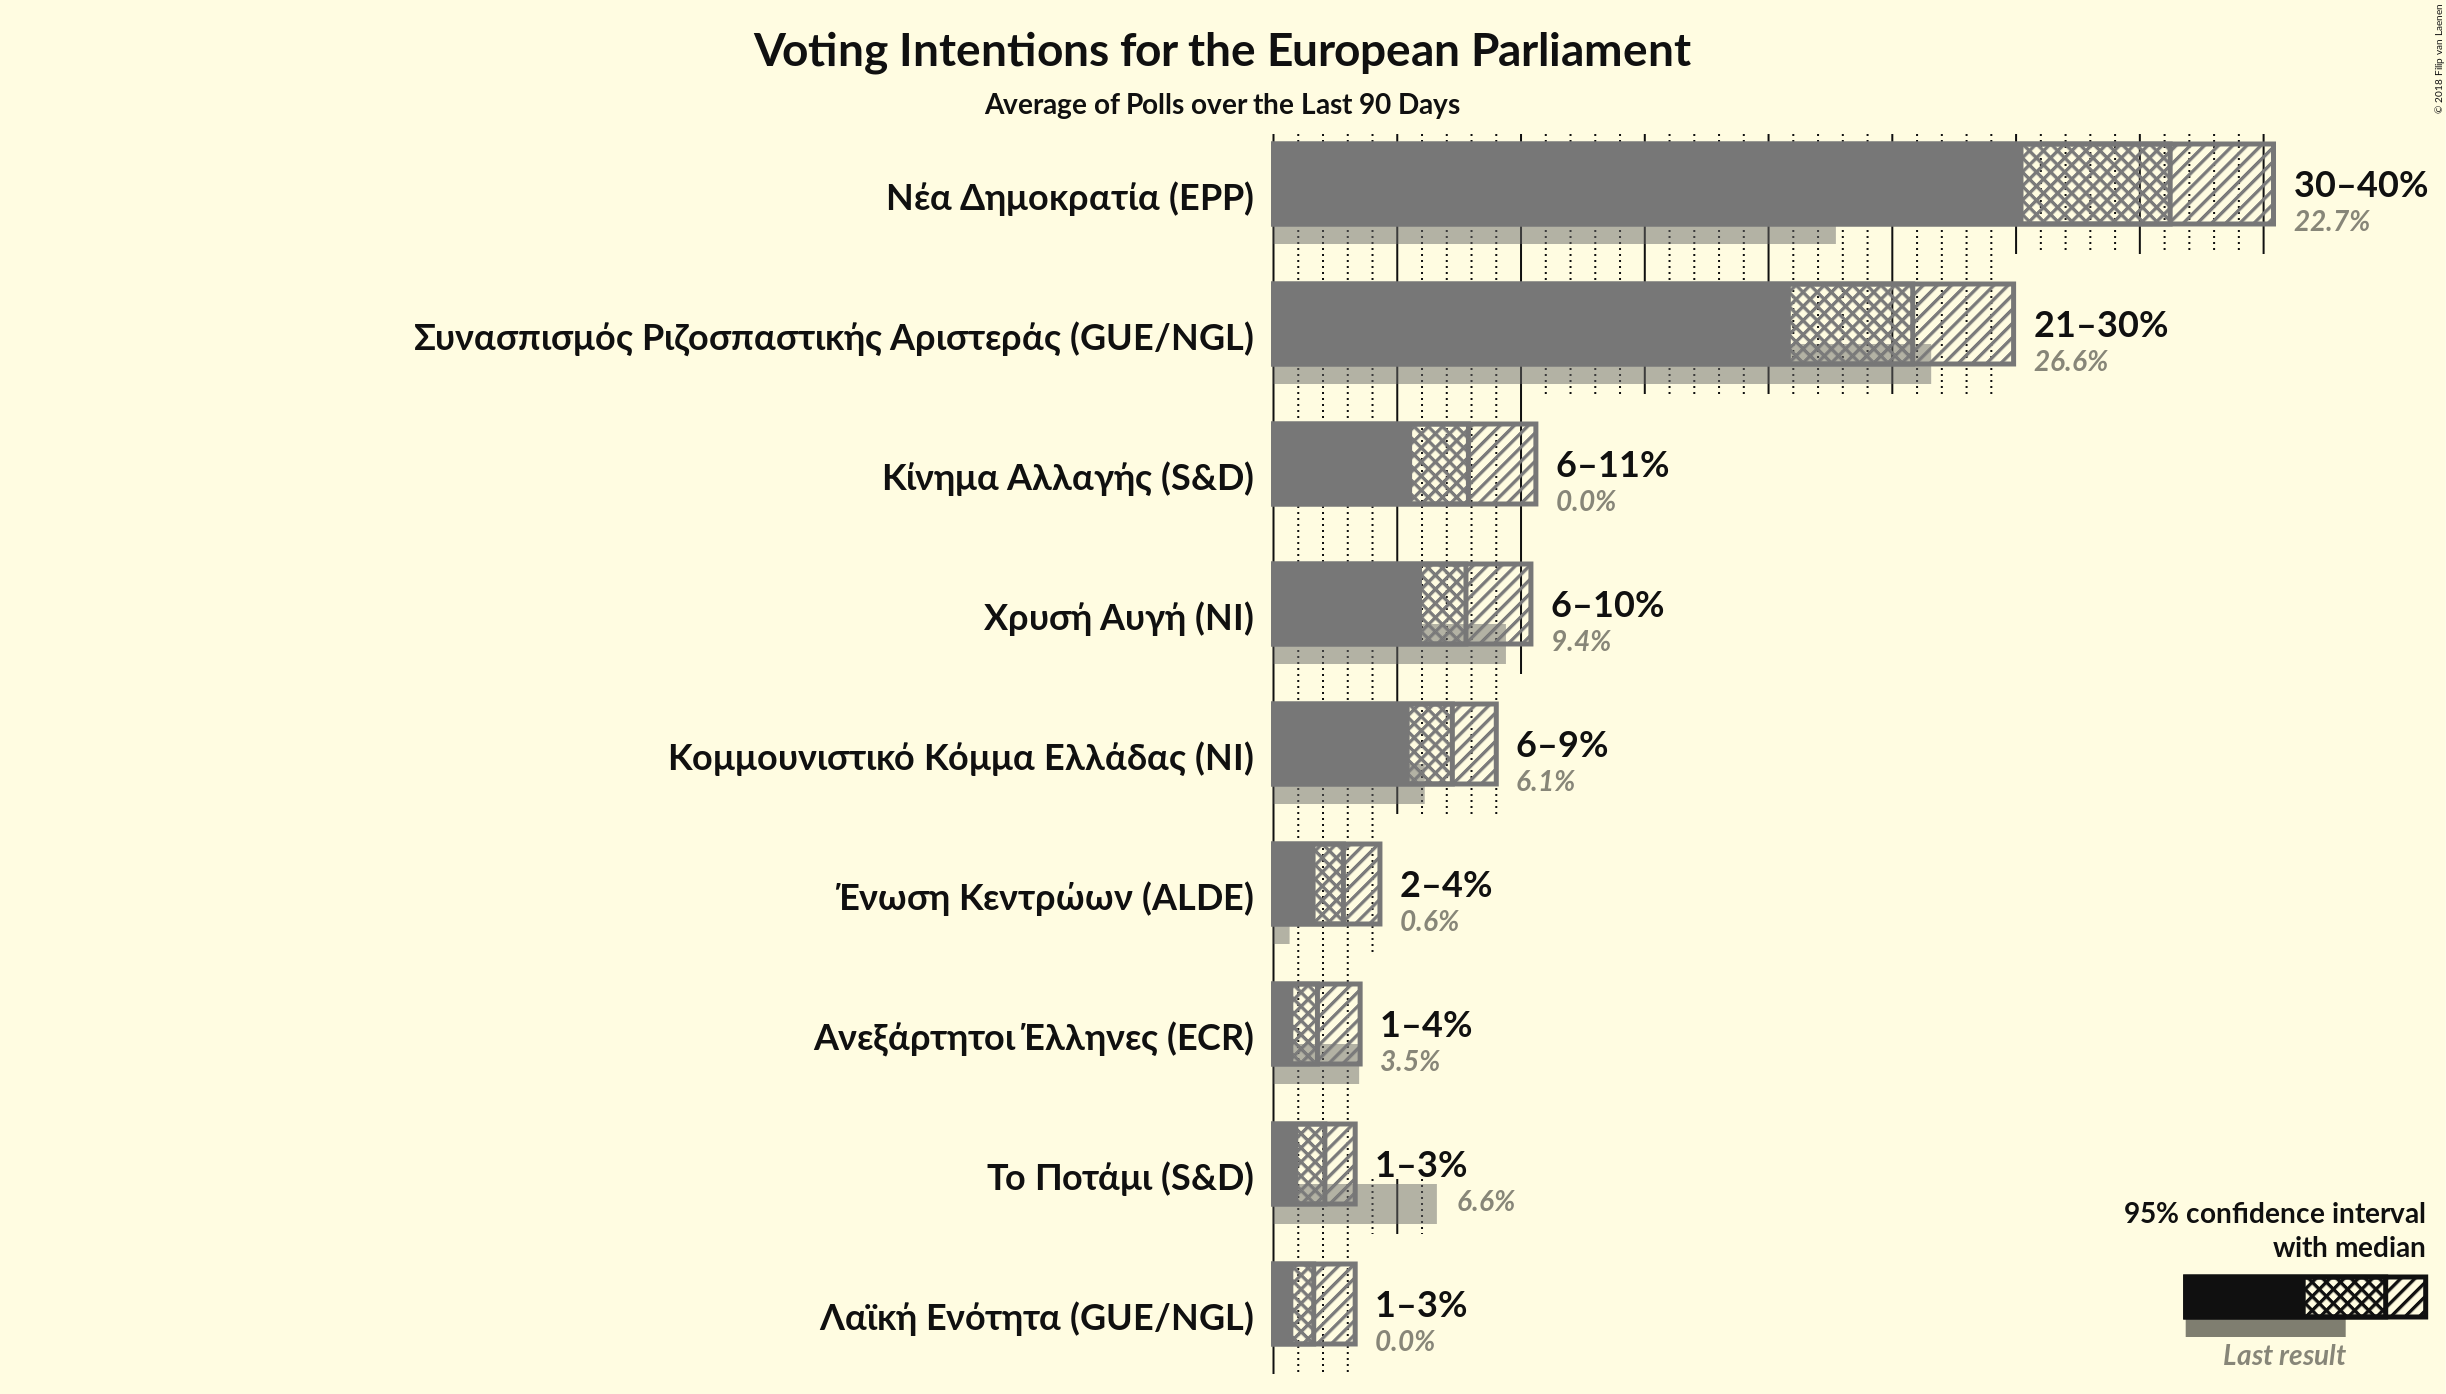 Voting Intentions for the European Parliament
Average of Polls over the Last 90 Days
© 2018 Filip van Laenen
Νέα Δημοκρατία (EPP)
30–40%
22.7%
Συνασπισμός Ριζοσπαστικής Αριστεράς (GUE/NGL)
21–30%
26.6%
Κίνημα Αλλαγής (S&D)
6–11%
0.0%
Χρυσή Αυγή (NI)
6–10%
9.4%
Κομμουνιστικό Κόμμα Ελλάδας (NI)
6–9%
6.1%
Ένωση Κεντρώων (ALDE)
2–4%
0.6%
Ανεξάρτητοι Έλληνες (ECR)
1–4%
3.5%
Το Ποτάμι (S&D)
1–3%
6.6%
Λαϊκή Ενότητα (GUE/NGL)
1–3%
0.0%
95% confidence interval
with median
Last result